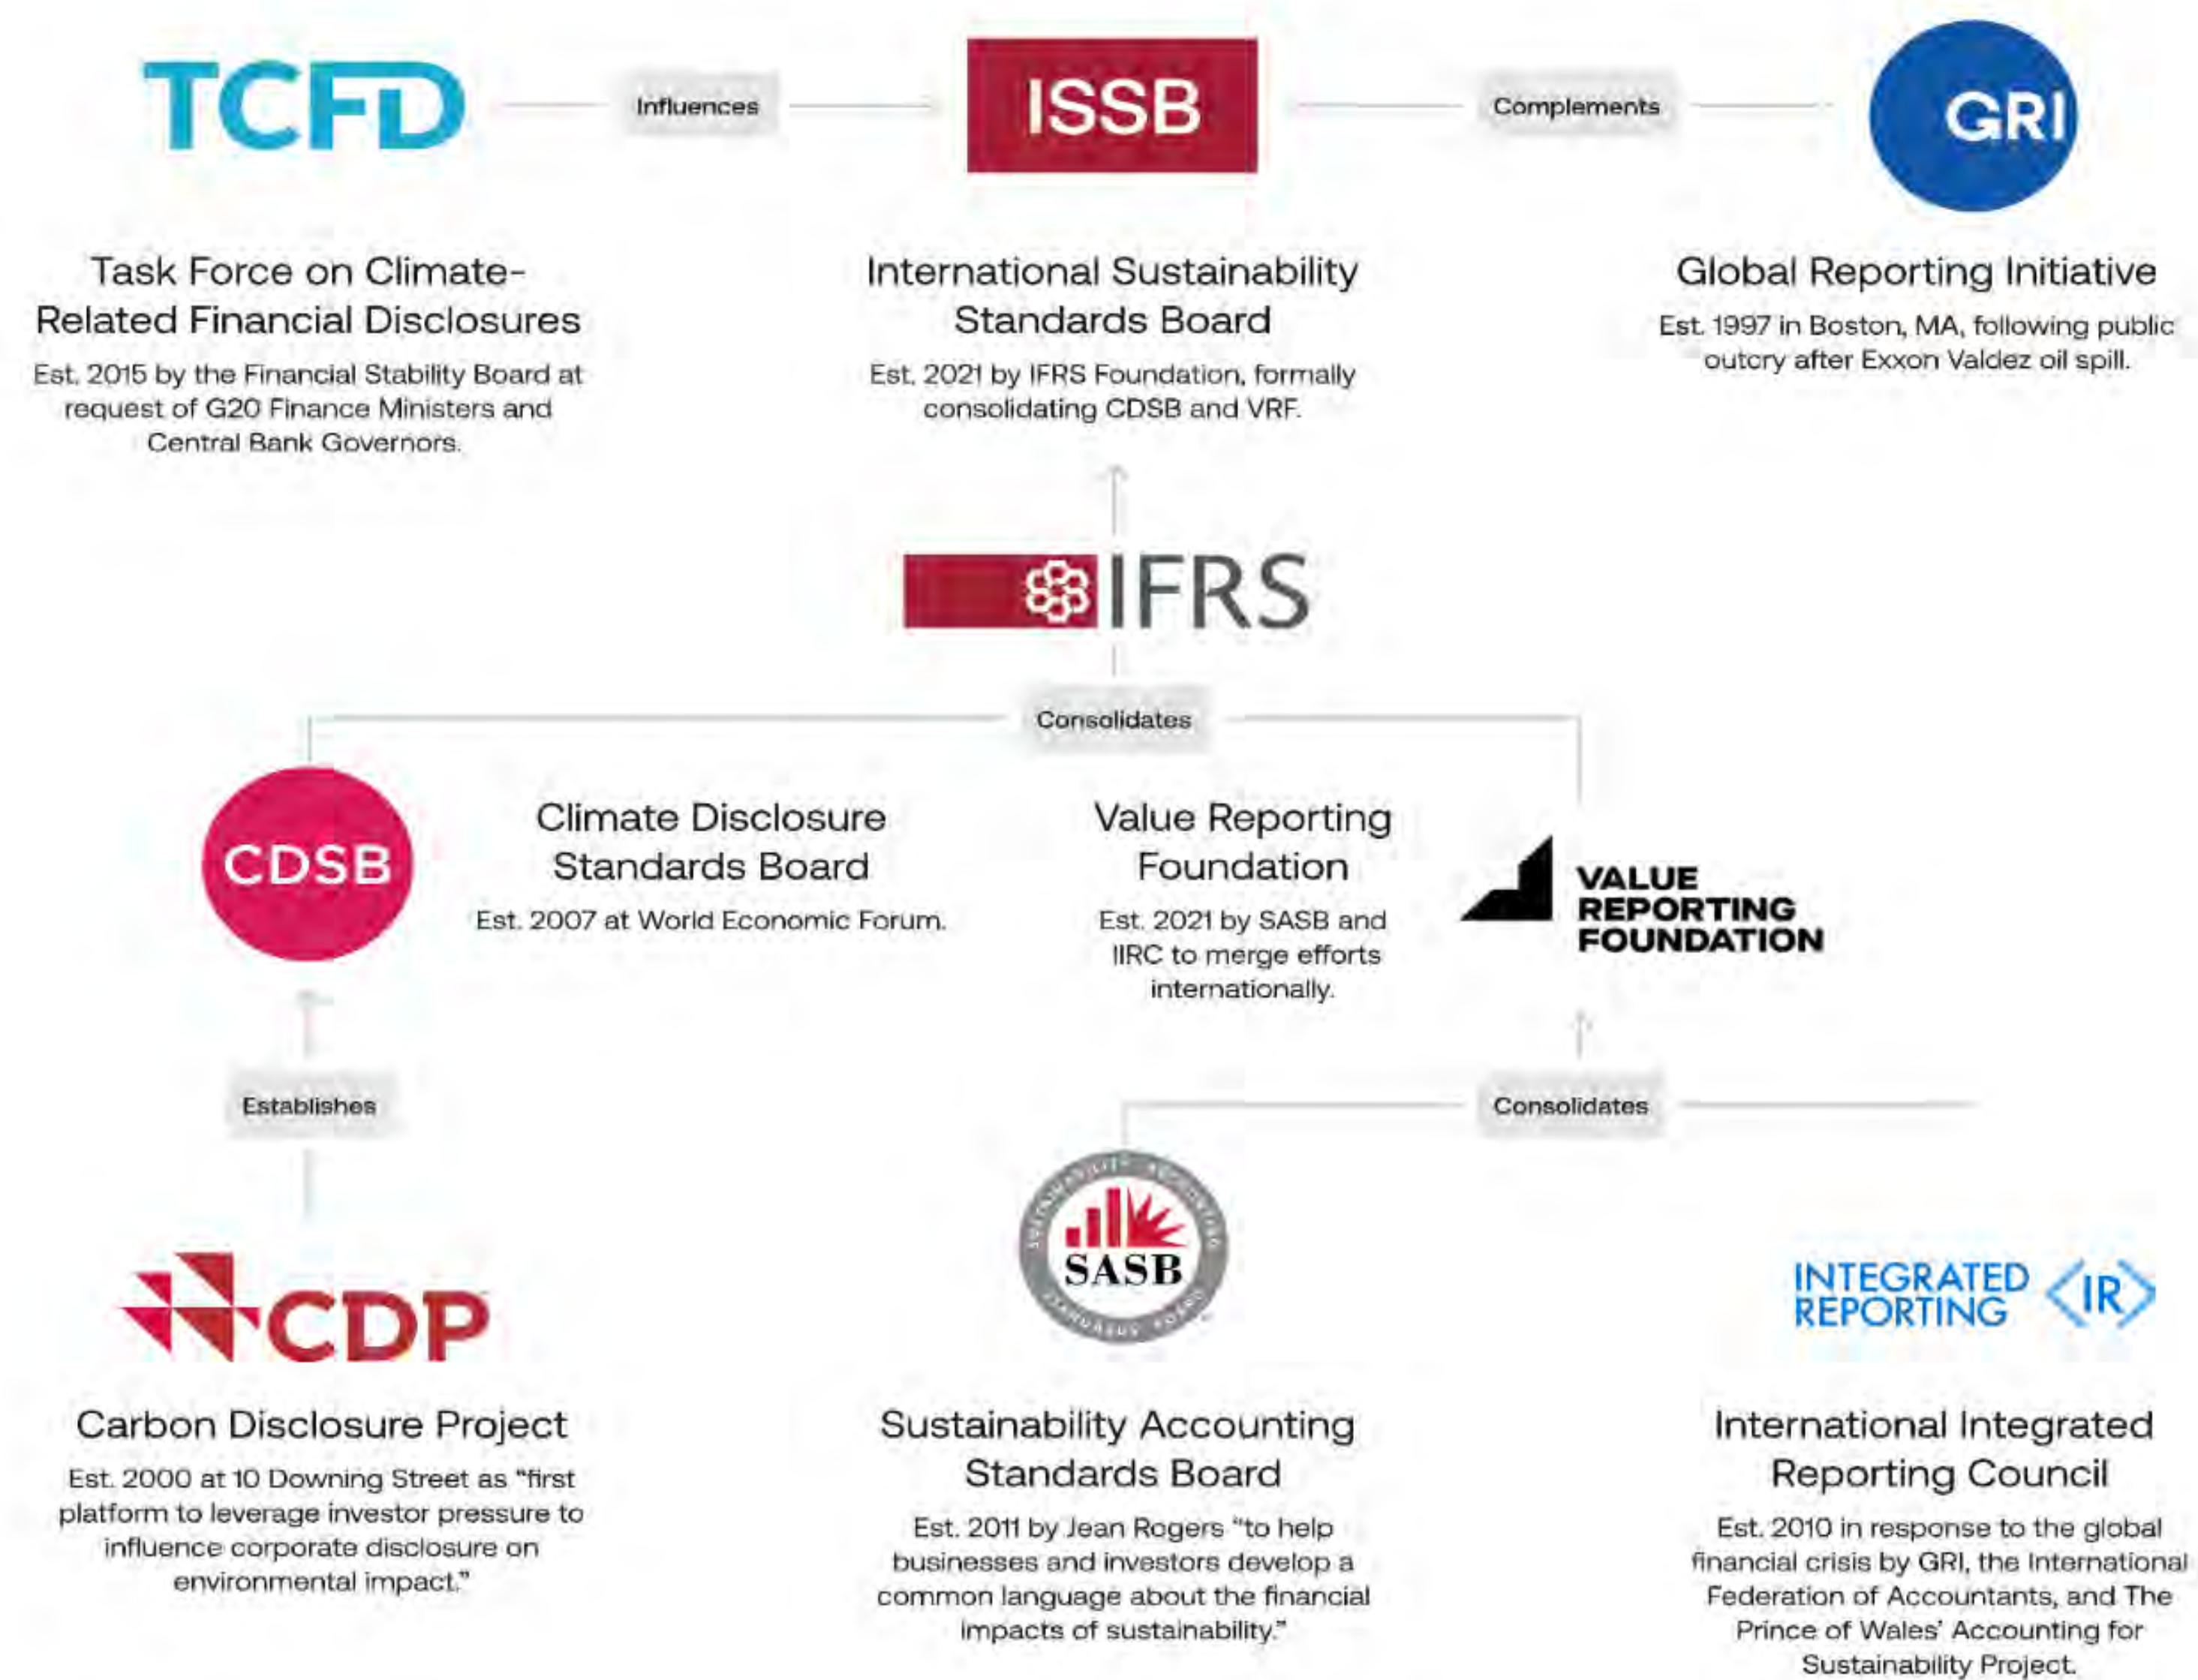 TCFD
Influences
ISSB
Complements
GRI
Task Force on Climate-
Related Financial Disclosures
Est. 2015 by the Financial Stability Board at
request of G20 Finance Ministers and
Central Bank Governors.
International Sustainability
Standards Board
Est. 2021 by IFRS Foundation, formally
consolidating CDSB and VRF.
Global Reporting Initiative
Est. 1997 in Boston, MA, following public
outcry after Exxon Valdez oil spill.
IFRS
Consolidates
CDSB
Climate Disclosure
Standards Board
Est. 2007 at World Economic Forum.
Value Reporting
Foundation
Est. 2021 by SASB and
IIRC to merge efforts
internationally.
VALUE
REPORTING
FOUNDATION
Establishes
Consolidates
CDP
Carbon Disclosure Project
Est. 2000 at 10 Downing Street as “first
platform to leverage investor pressure to
influence corporate disclosure on
environmental impact.”
SUSTAINABILITY ACCOUNTING
SASB
STANDARDS BOARD
Sustainability Accounting
Standards Board
Est. 2011 by Jean Rogers “to help
businesses and investors develop a
common language about the financial
impacts of sustainability.”
INTEGRATED
REPORTING
<IR>
International Integrated
Reporting Council
Est. 2010 in response to the global
financial crisis by GRI, the International
Federation of Accountants, and The
Prince of Wales’ Accounting for
Sustainability Project.